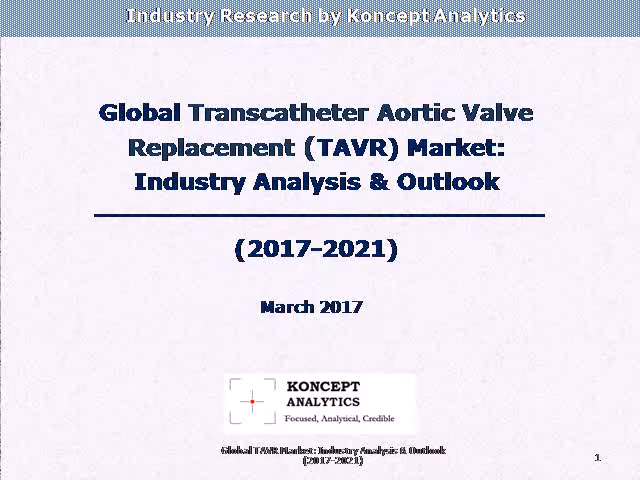 Industry Research by Koncept Analytics
Global Transcatheter Aortic Valve
Replacement (TAVR) Market:
Industry Analysis & Outlook
(2017-2021)
March 2017
KONCEPT
ANALYTICS
Focused, Analytical, Credible
Global TAVR Market: Industry Analysis & Outlook
(2017-2021)
1